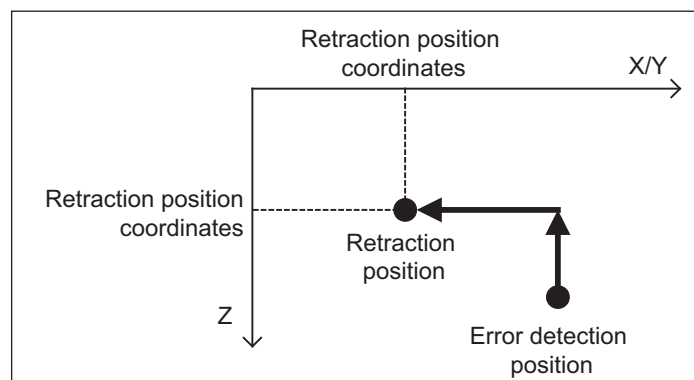 Retraction position
coordinates
X/Y
Retraction position
coordinates
Retraction
position
Z
Error detection
position